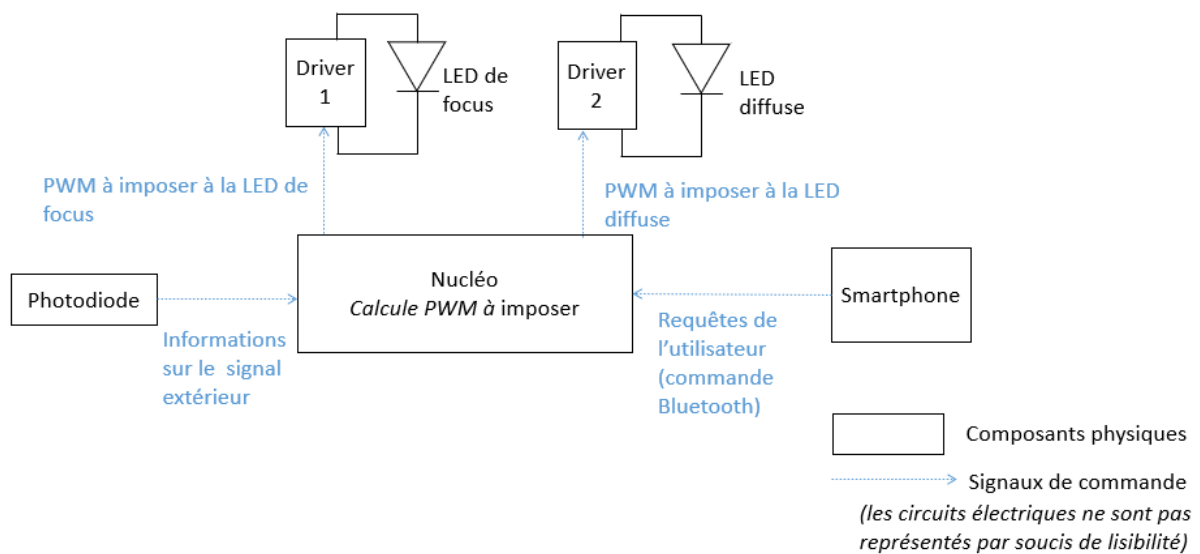 Driver
1
LED de
focus
Driver
2
LED
diffuse
PWM à imposer à la LED de
focus
PWM à imposer à la LED
diffuse
Photodiode
Nucléo
Calcule PWM à imposer
Smartphone
Informations
sur le signal
extérieur
Requêtes de
l’utilisateur
(commande
Bluetooth)
Composants physiques
Signaux de commande
(les circuits électriques ne sont pas
représentés par soucis de lisibilité)